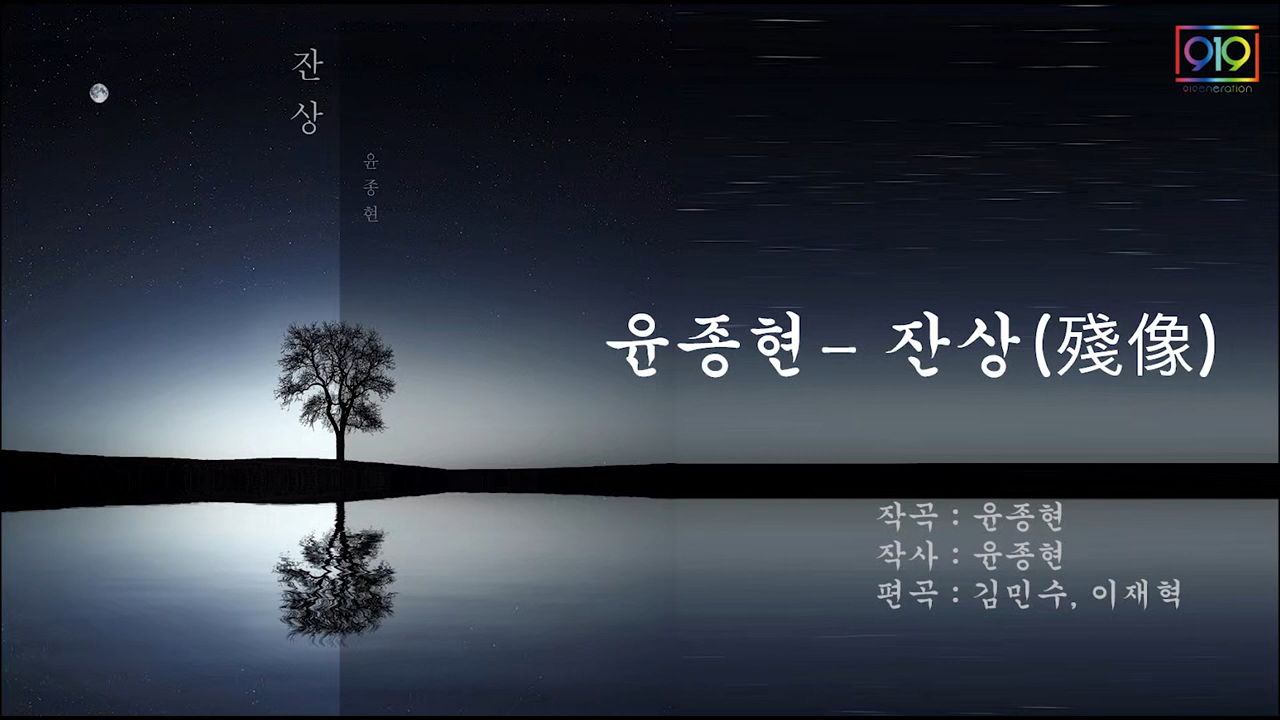 잔상
윤종현
919
919eneration
윤종현 – 잔상(殘像)
작곡 : 윤종현
작사 : 윤종현
편곡 : 김민수, 이재혁